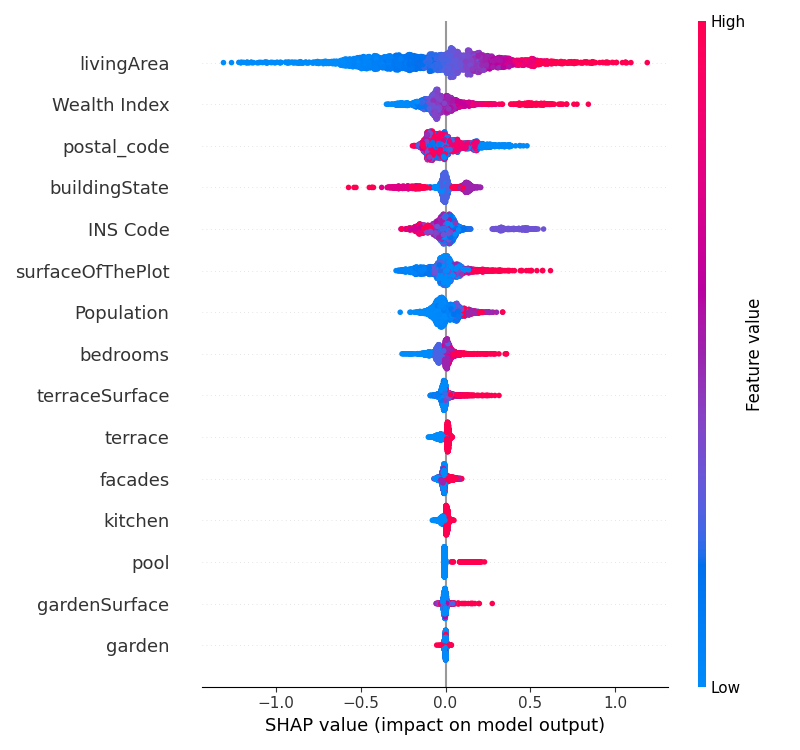 High
livingArea
Wealth Index
postal_code
buildingState
INS Code
surfaceOfThePlot
Population
bedrooms
terraceSurface
terrace
facades
kitchen
pool
gardenSurface
garden
Feature value
Low
−1.0 −0.5 0.0 0.5 1.0
SHAP value (impact on model output)